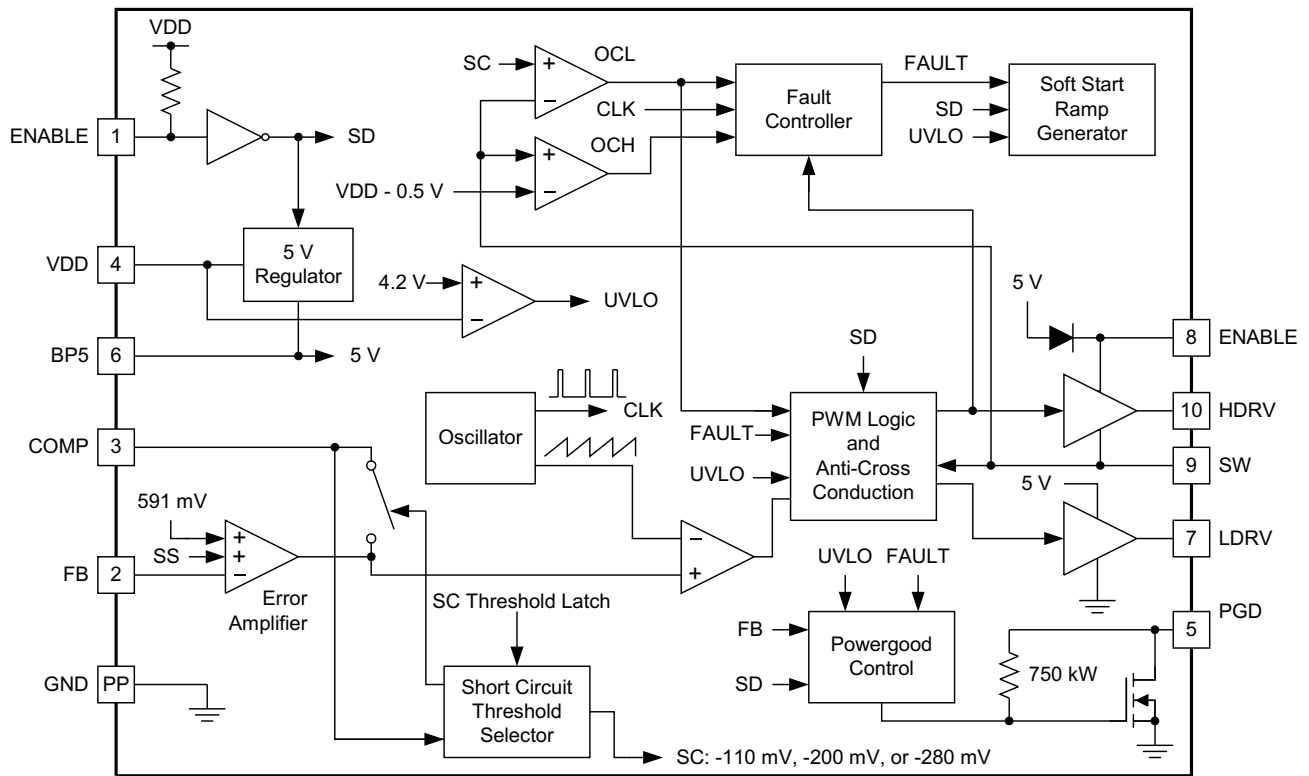 VDD
ENABLE
1
SD
5 V
Regulator
VDD
4
4.2 V
+
−
UVLO
BP5
6
5 V
SC
+
−
OCL
CLK
+
−
OCH
VDD - 0.5 V
Fault
Controller
FAULT
SD
UVLO
Soft Start
Ramp
Generator
5 V
8
ENABLE
10
HDRV
9
SW
5 V
7
LDRV
SD
PWM Logic
and
Anti-Cross
Conduction
FAULT
UVLO
Oscillator
CLK
COMP
3
591 mV
SS
+
+
−
FB
2
Error
Amplifier
−
+
SC Threshold Latch
Short Circuit
Threshold
Selector
SC: -110 mV, -200 mV, or -280 mV
GND
PP
UVLO
FAULT
FB
SD
Powergood
Control
750 kW
PGD
5